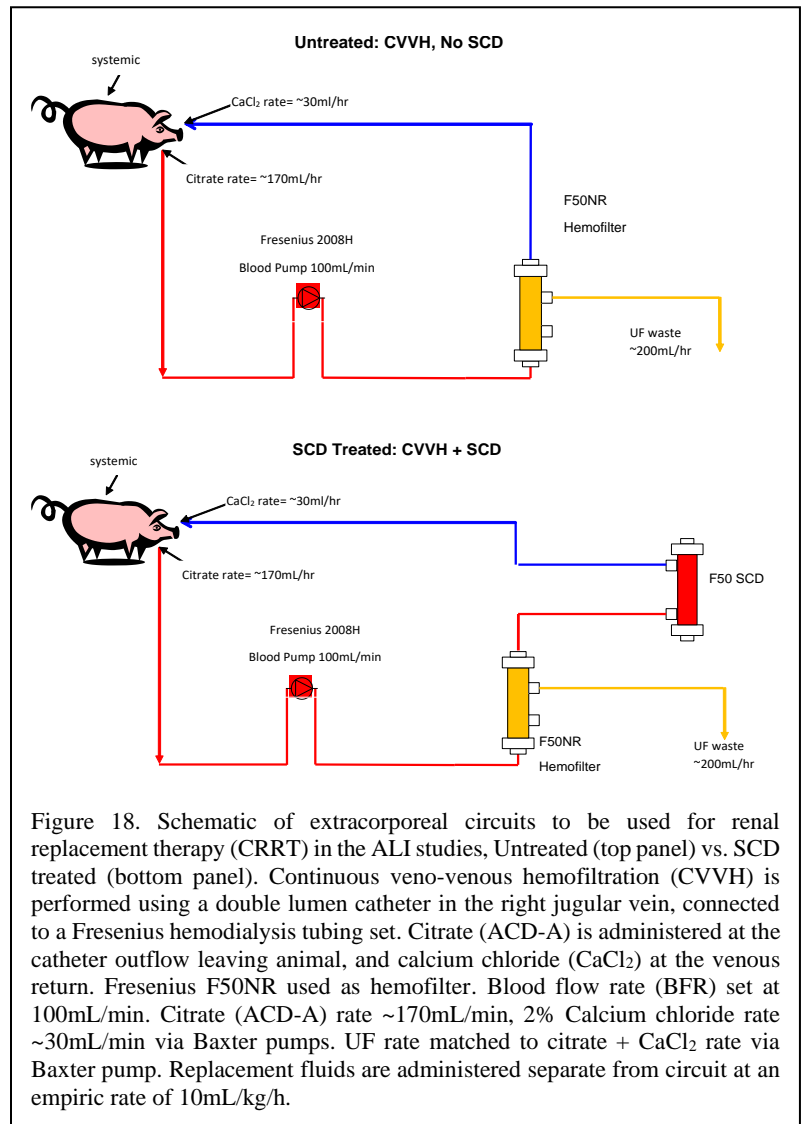 Untreated: CVVH, No SCD
systemic
CaCl₂ rate= ~30ml/hr
Citrate rate= ~170mL/hr
F50NR
Hemofilter
Fresenius 2008H
Blood Pump 100mL/min
UF waste
~200mL/hr
SCD Treated: CVVH + SCD
systemic
CaCl₂ rate= ~30ml/hr
Citrate rate= ~170mL/hr
F50 SCD
Fresenius 2008H
Blood Pump 100mL/min
F50NR
Hemofilter
UF waste
~200mL/hr
Figure 18. Schematic of extracorporeal circuits to be used for renal
replacement therapy (CRRT) in the ALI studies, Untreated (top panel) vs. SCD
treated (bottom panel). Continuous veno-venous hemofiltration (CVVH) is
performed using a double lumen catheter in the right jugular vein, connected
to a Fresenius hemodialysis tubing set. Citrate (ACD-A) is administered at the
catheter outflow leaving animal, and calcium chloride (CaCl₂) at the venous
return. Fresenius F50NR used as hemofilter. Blood flow rate (BFR) set at
100mL/min. Citrate (ACD-A) rate ~170mL/min, 2% Calcium chloride rate
~30mL/min via Baxter pumps. UF rate matched to citrate + CaCl₂ rate via
Baxter pump. Replacement fluids are administered separate from circuit at an
empiric rate of 10mL/kg/h.